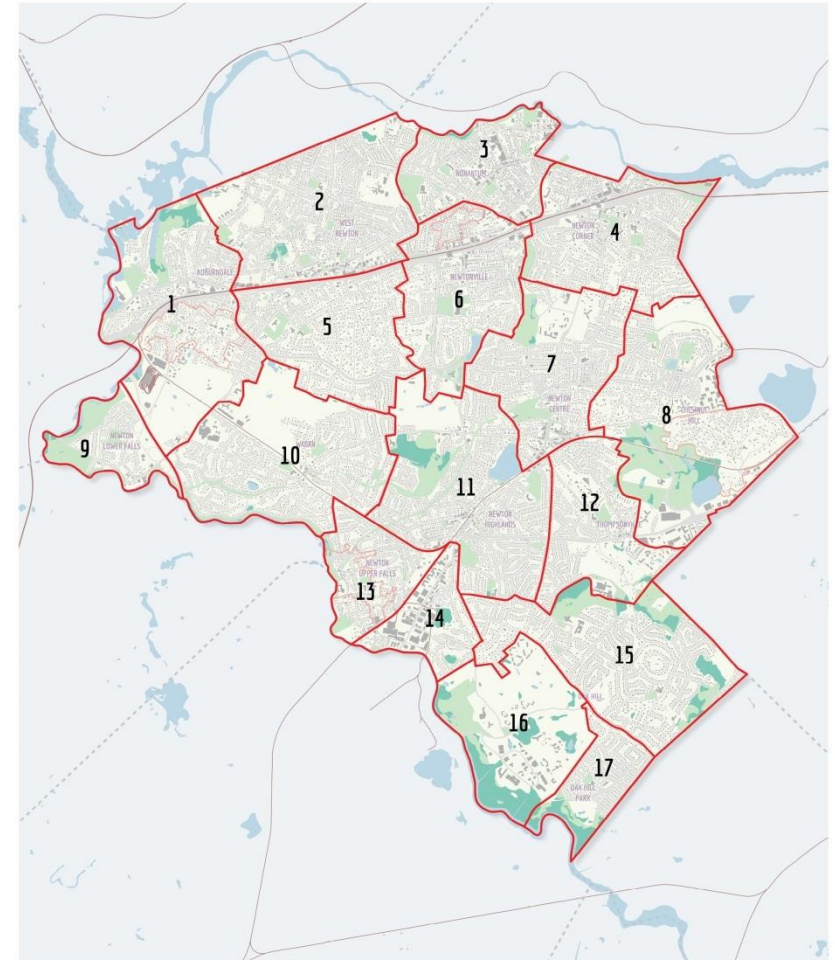 3
NONANTUM
2
WEST
NEWTON
NEWTON
CORNER
4
AUBURNDALE
NEWTONVILLE
1
6
5
7
NEWTON
CENTRE
8
CHESTNUT
HILL
9
NEWTON
LOWER FALLS
10
WABAN
11
NEWTON
HIGHLANDS
12
THOMPSONVILLE
13
NEWTON
UPPER FALLS
14
15
OAK HILL
16
17
OAK HILL
PARK